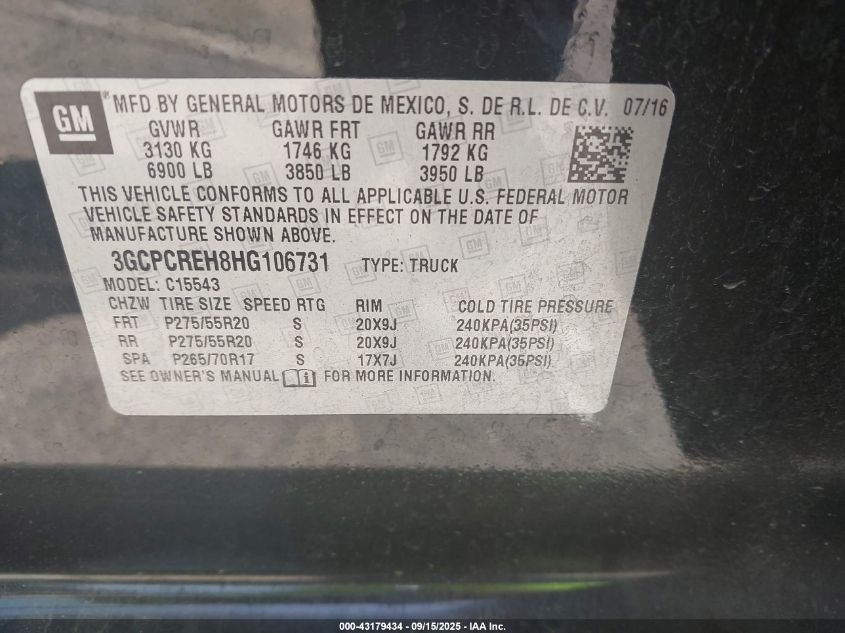 GM ® MFD BY GENERAL MOTORS DE MEXICO, S. DE R.L. DE C.V. 07/16
GVWR GAWR FRT GAWR RR
3130 KG 1746 KG 1792 KG
6900 LB 3850 LB 3950 LB
THIS VEHICLE CONFORMS TO ALL APPLICABLE U.S. FEDERAL MOTOR
VEHICLE SAFETY STANDARDS IN EFFECT ON THE DATE OF
MANUFACTURE SHOWN ABOVE.
3GCPCREH8HG106731 TYPE: TRUCK
MODEL: C15543
CHZW TIRE SIZE SPEED RTG RIM COLD TIRE PRESSURE
FRT P275/55R20 S 20X9J 240KPA(35PSI)
RR P275/55R20 S 20X9J 240KPA(35PSI)
SPA P265/70R17 S 17X7J 240KPA(35PSI)
SEE OWNER'S MANUAL FOR MORE INFORMATION.
000-43179434 - 09/15/2025 - IAA Inc.